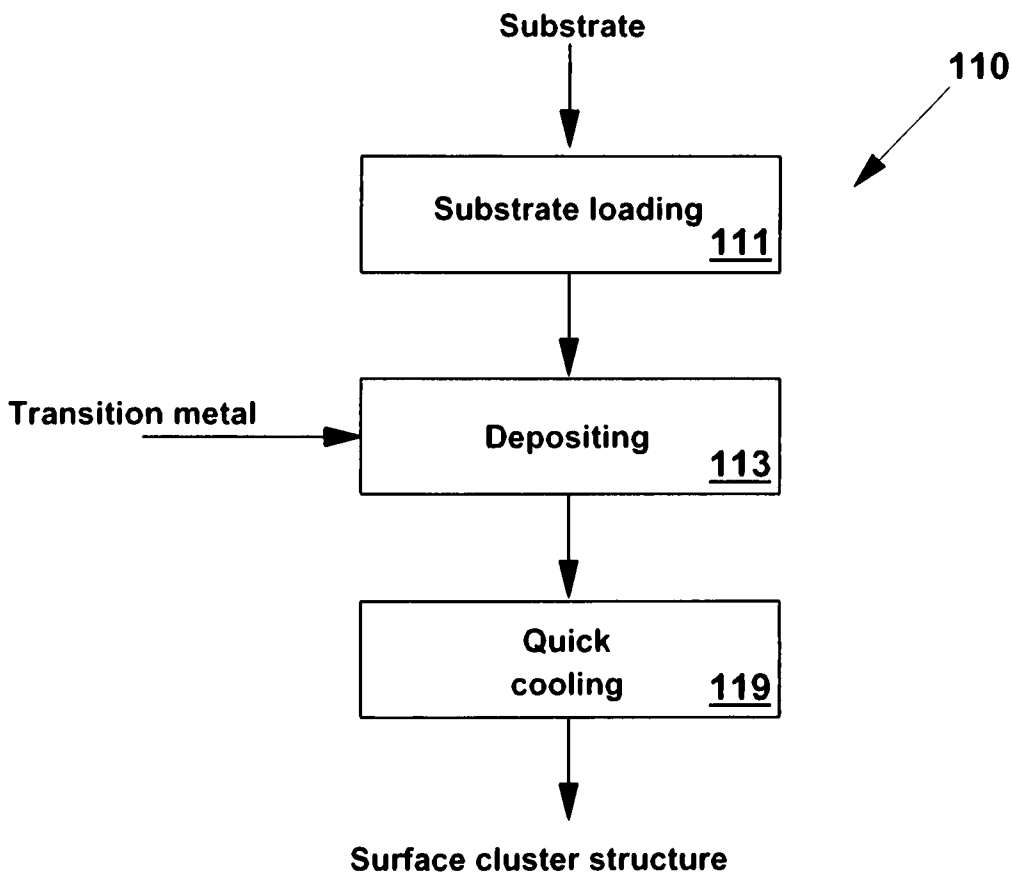 Substrate
110
Substrate loading
111
Transition metal
Depositing
113
Quick
cooling
119
Surface cluster structure